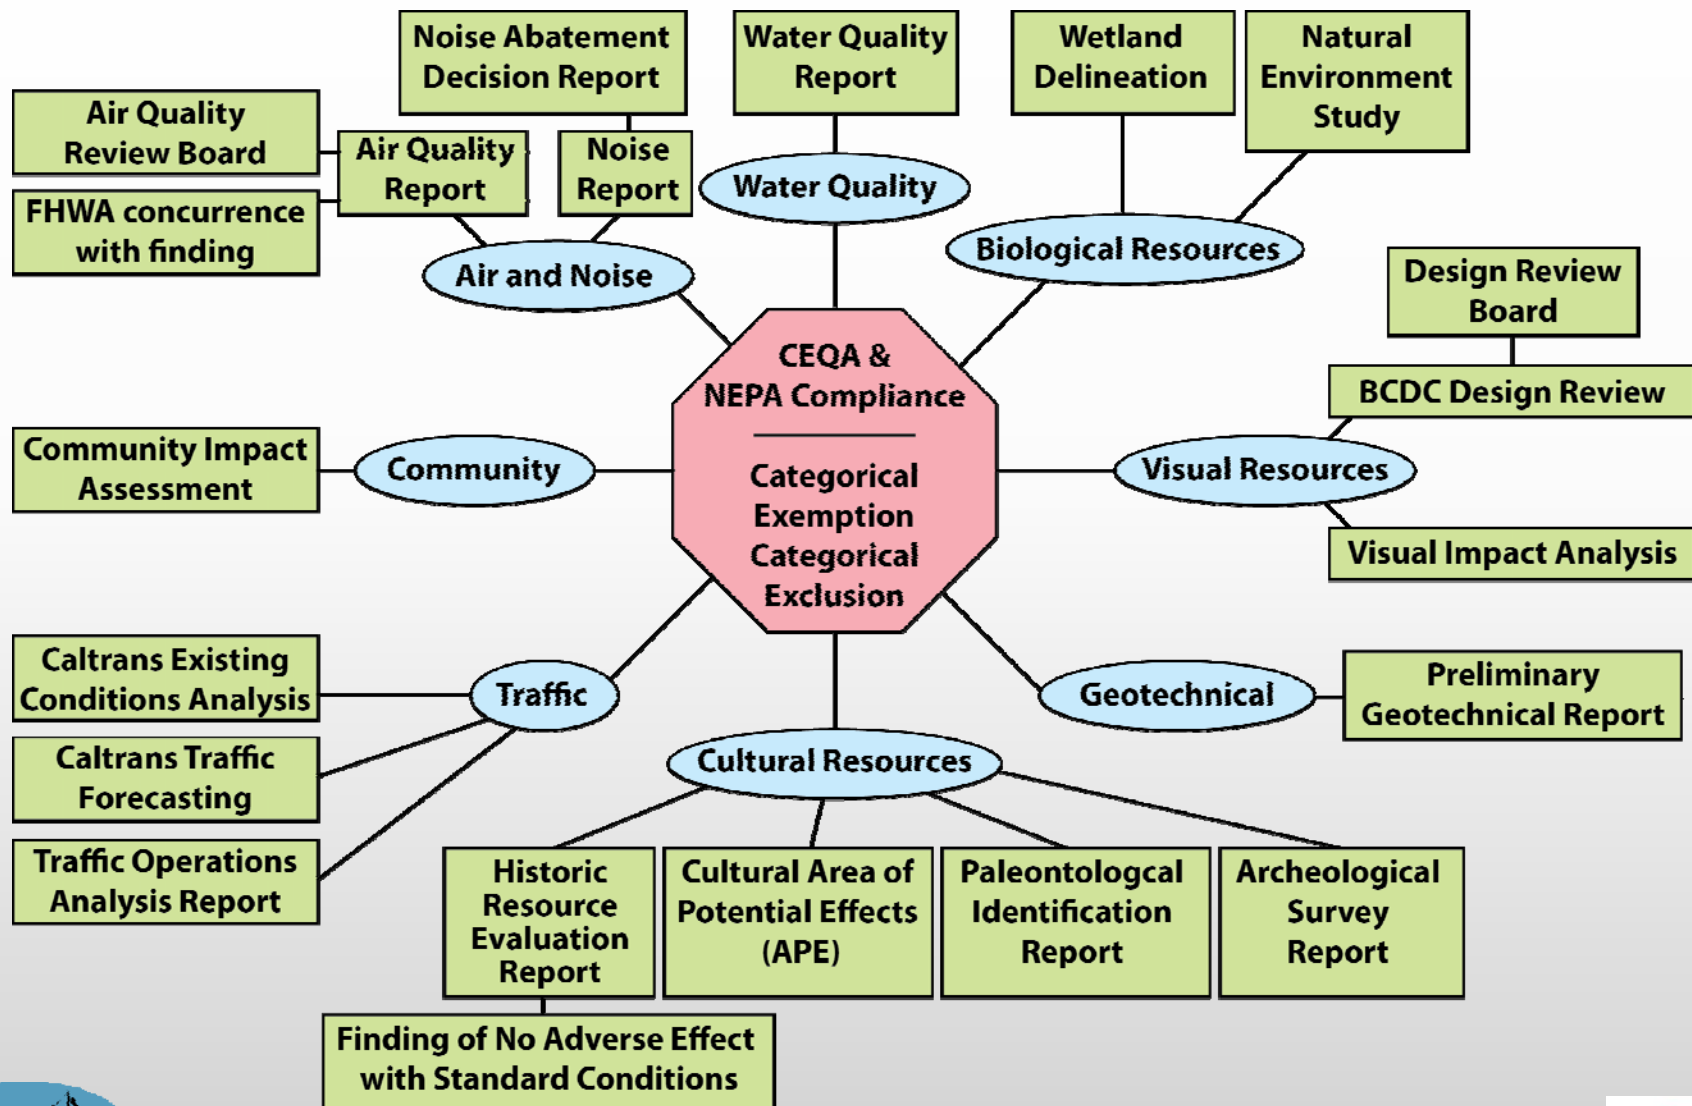 Noise Abatement
Decision Report
Water Quality
Report
Wetland
Delineation
Natural
Environment
Study
Air Quality
Review Board
Air Quality
Report
Noise
Report
Water Quality
FHWA concurrence
with finding
Air and Noise
Biological Resources
Design Review
Board
BCDC Design Review
CEQA &
NEPA Compliance
Categorical
Exemption
Categorical
Exclusion
Community Impact
Assessment
Community
Visual Resources
Visual Impact Analysis
Caltrans Existing
Conditions Analysis
Traffic
Geotechnical
Preliminary
Geotechnical Report
Caltrans Traffic
Forecasting
Cultural Resources
Traffic Operations
Analysis Report
Historic
Resource
Evaluation
Report
Cultural Area of
Potential Effects
(APE)
Paleontologcal
Identification
Report
Archeological
Survey
Report
Finding of No Adverse Effect
with Standard Conditions